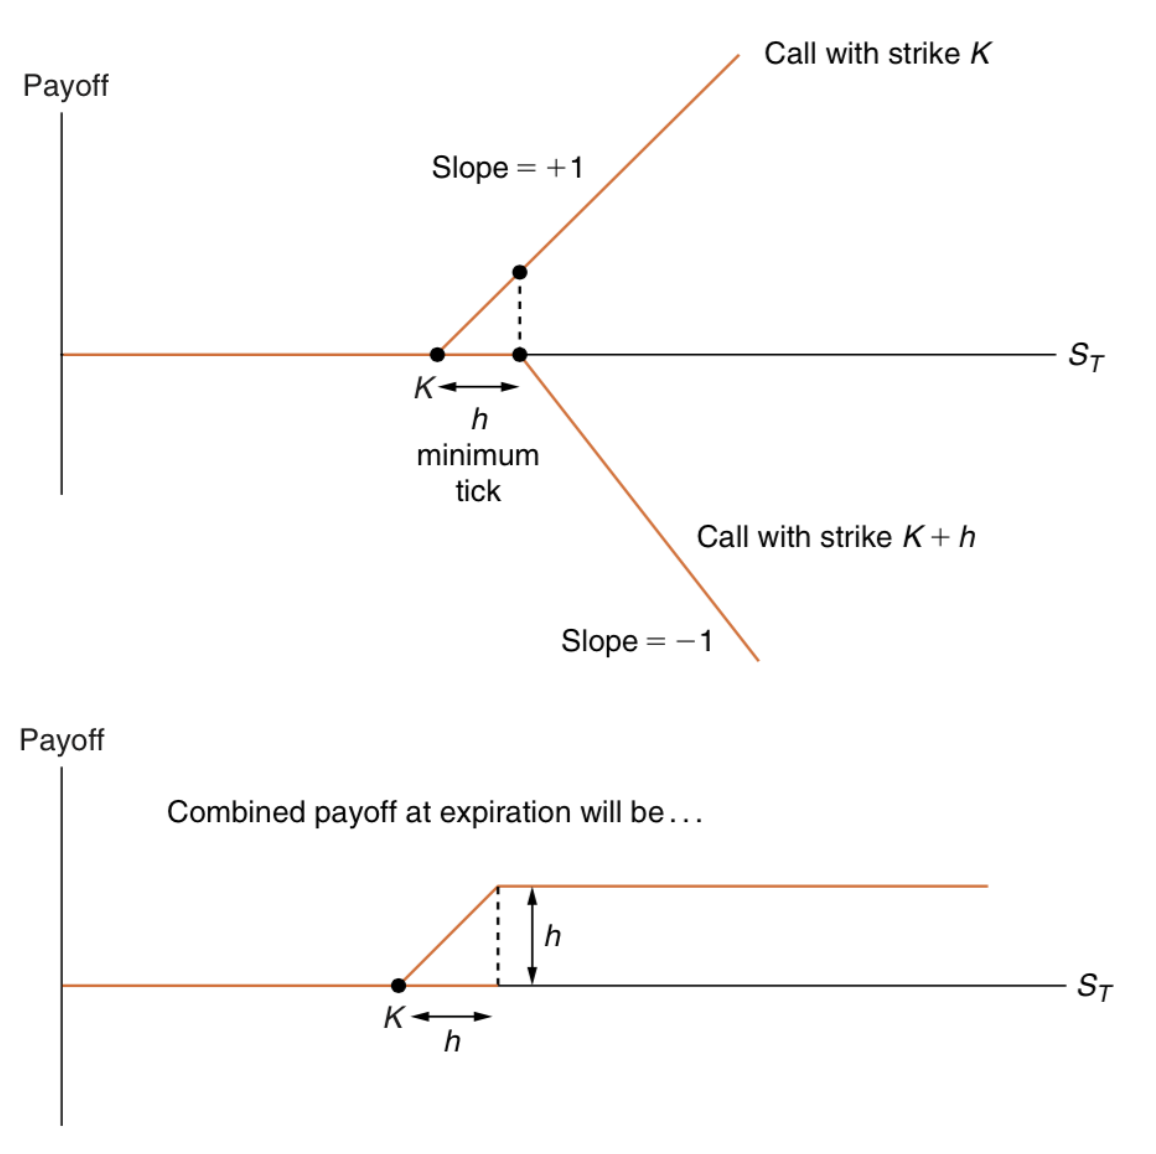 Call with strike K
Payoff
Slope = +1
S_T
K
h
minimum
tick
Call with strike K + h
Slope = −1
Payoff
Combined payoff at expiration will be...
h
S_T
K
h